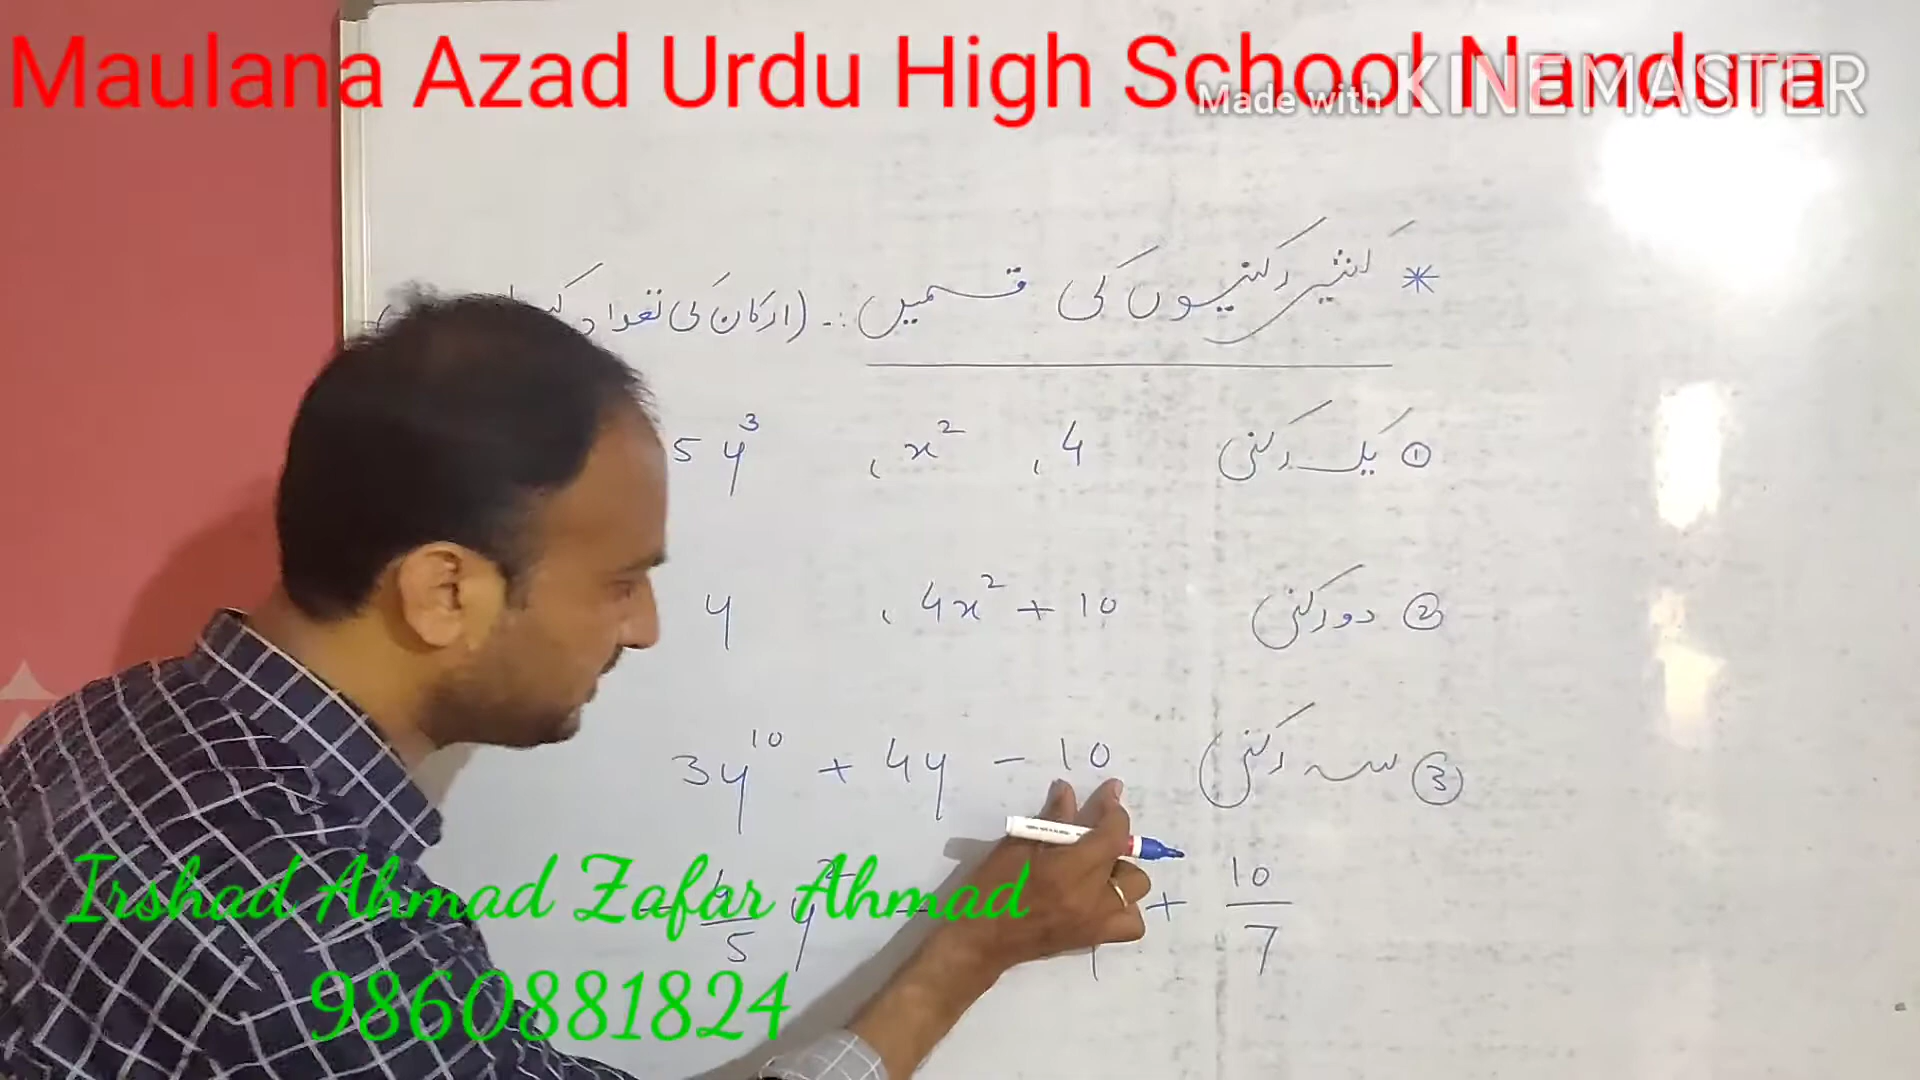 Maulana Azad Urdu High School Nandura
Made with KINEMASTER
* کثیر رکنیوں کی قسمیں :- (ارکان کی تعداد
① یک رکنی 4 , x² , 5y³
② دو رکنی 4x² + 10 , y
③ سہ رکنی 3y¹⁰ + 4y - 10
5 y + 10/7
Irshad Ahmad Zafar Ahmad
9860881824